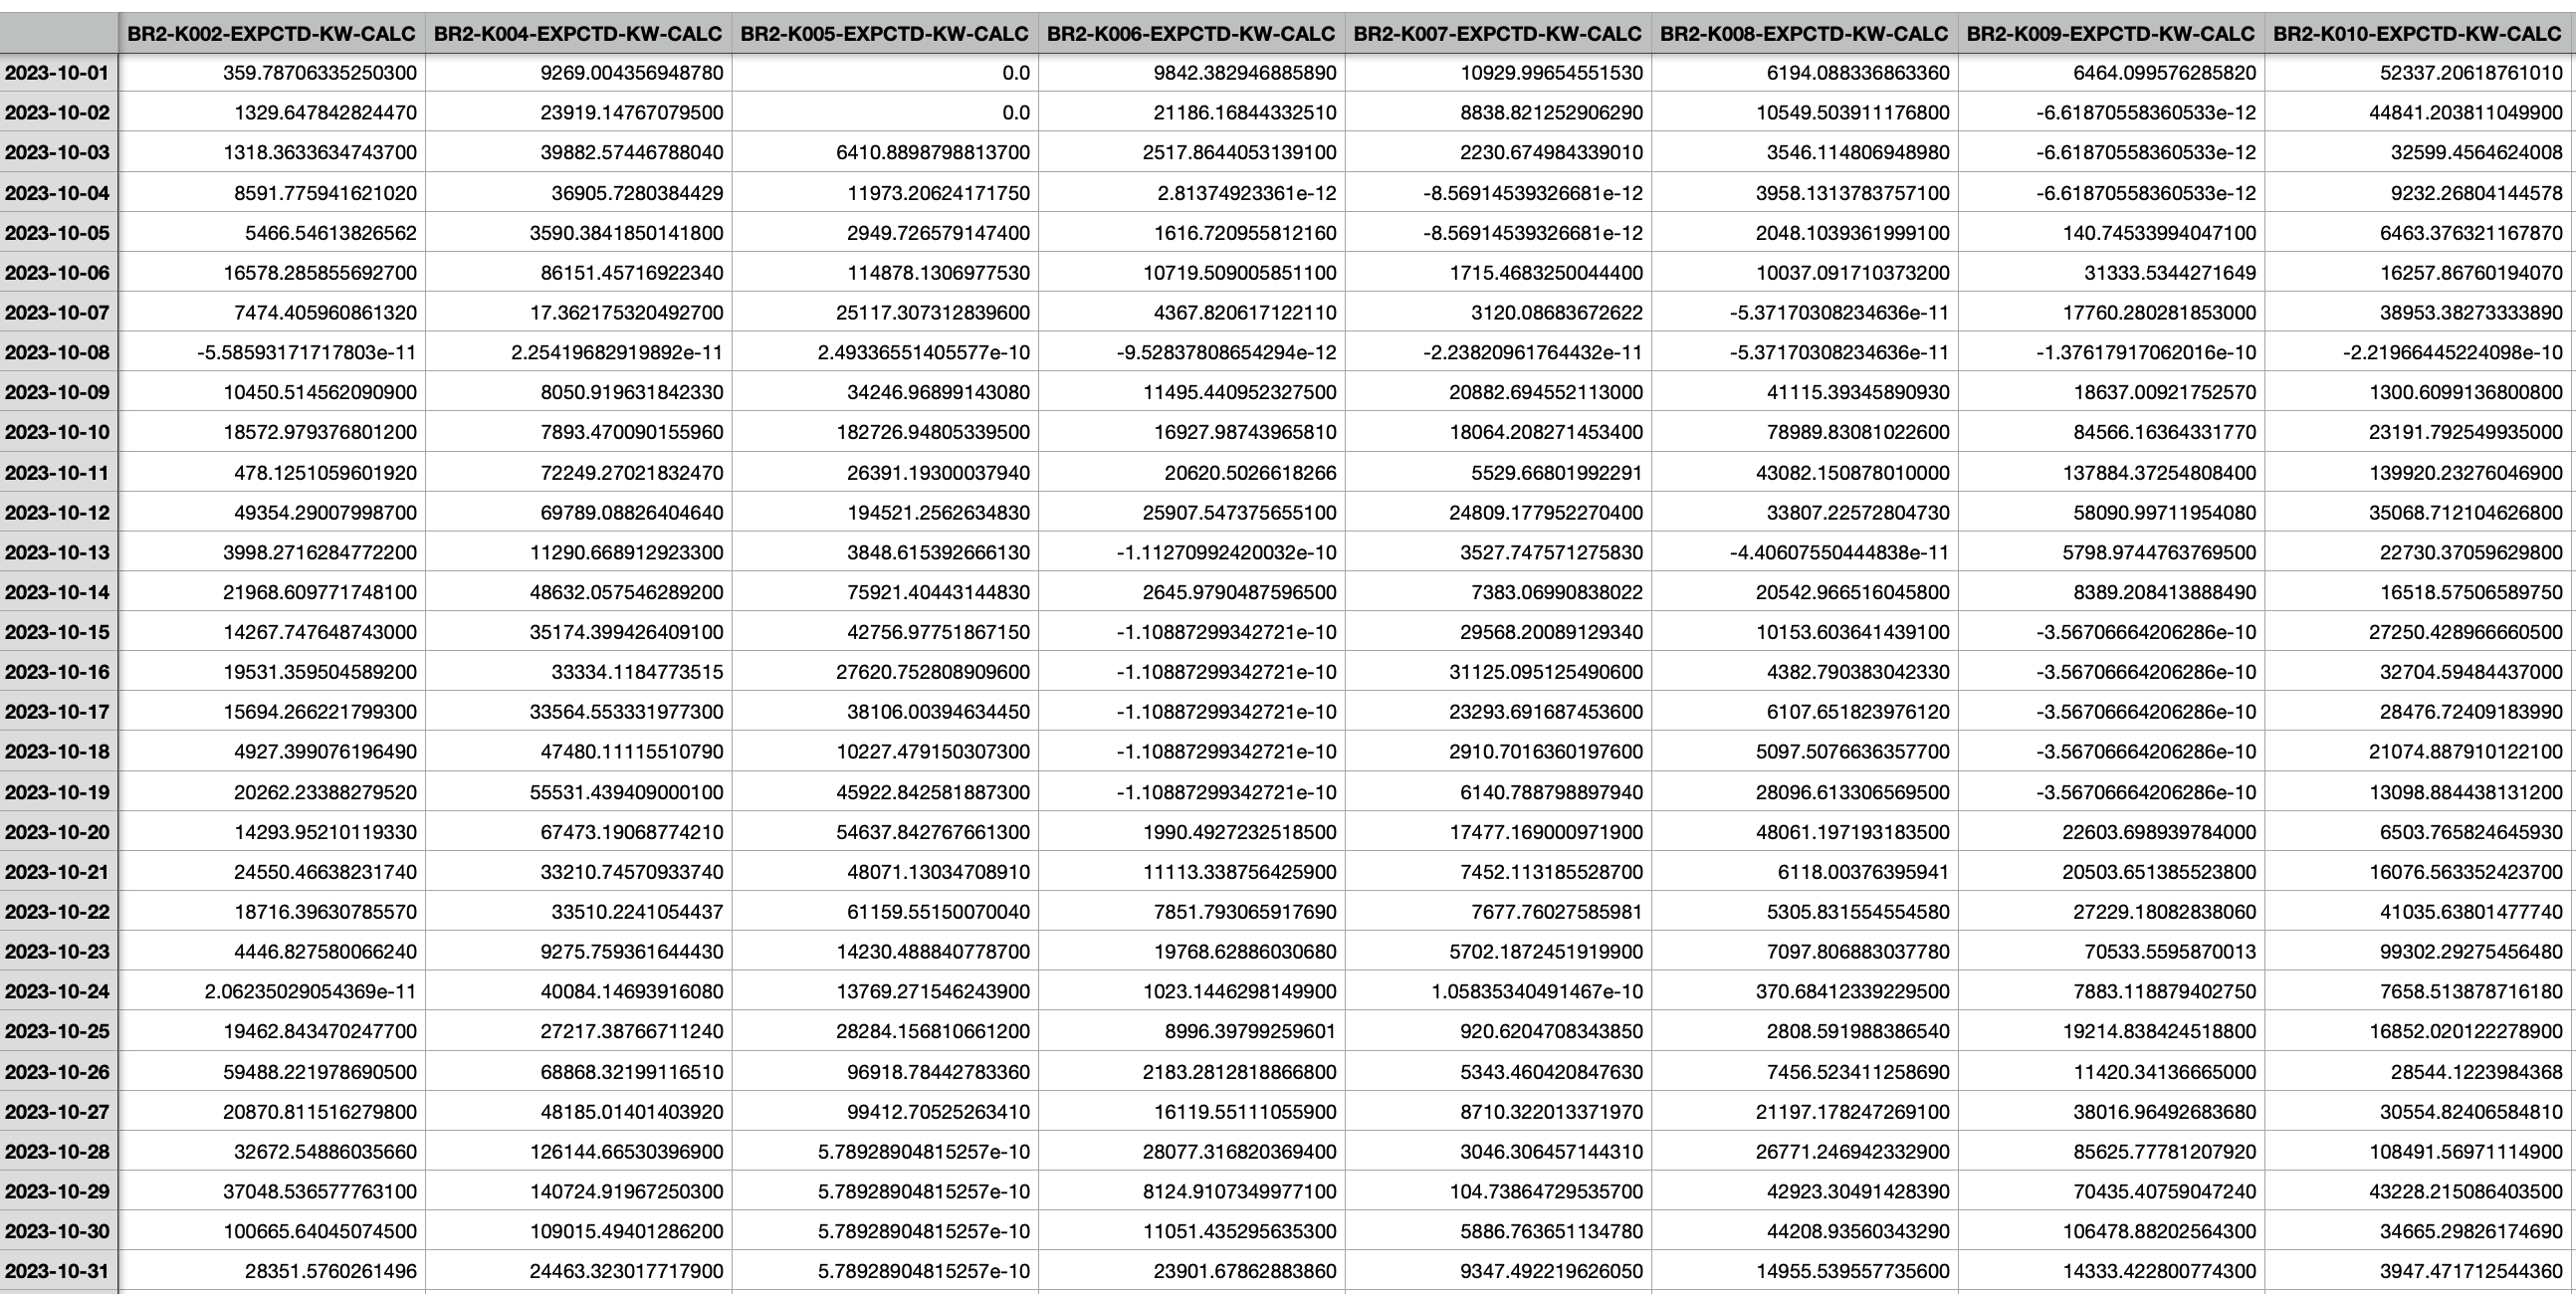 BR2-K002-EXPCTD-KW-CALC BR2-K004-EXPCTD-KW-CALC BR2-K005-EXPCTD-KW-CALC BR2-K006-EXPCTD-KW-CALC BR2-K007-EXPCTD-KW-CALC BR2-K008-EXPCTD-KW-CALC BR2-K009-EXPCTD-KW-CALC BR2-K010-EXPCTD-KW-CALC
2023-10-01 359.78706335250300 9269.004356948780 0.0 9842.382946885890 10929.99654551530 6194.088336863360 6464.099576285820 52337.20618761010
2023-10-02 1329.647842824470 23919.14767079500 0.0 21186.16844332510 8838.821252906290 10549.503911176800 -6.61870558360533e-12 44841.203811049900
2023-10-03 1318.3633634743700 39882.57446788040 6410.8898798813700 2517.8644053139100 2230.674984339010 3546.114806948980 -6.61870558360533e-12 32599.4564624008
2023-10-04 8591.775941621020 36905.7280384429 11973.20624171750 2.81374923361e-12 -8.56914539326681e-12 3958.1313783757100 -6.61870558360533e-12 9232.26804144578
2023-10-05 5466.54613826562 3590.3841850141800 2949.726579147400 1616.720955812160 -8.56914539326681e-12 2048.1039361999100 140.74533994047100 6463.376321167870
2023-10-06 16578.285855692700 86151.45716922340 114878.1306977530 10719.509005851100 1715.4683250044400 10037.091710373200 31333.5344271649 16257.86760194070
2023-10-07 7474.405960861320 17.362175320492700 25117.307312839600 4367.820617122110 3120.08683672622 -5.37170308234636e-11 17760.280281853000 38953.38273333890
2023-10-08 -5.58593171717803e-11 2.25419682919892e-11 2.49336551405577e-10 -9.52837808654294e-12 -2.23820961764432e-11 -5.37170308234636e-11 -1.37617917062016e-10 -2.21966445224098e-10
2023-10-09 10450.514562090900 8050.919631842330 34246.96899143080 11495.440952327500 20882.694552113000 41115.39345890930 18637.00921752570 1300.6099136800800
2023-10-10 18572.979376801200 7893.470090155960 182726.94805339500 16927.98743965810 18064.208271453400 78989.83081022600 84566.16364331770 23191.792549935000
2023-10-11 478.1251059601920 72249.27021832470 26391.19300037940 20620.5026618266 5529.66801992291 43082.150878010000 137884.37254808400 139920.23276046900
2023-10-12 49354.29007998700 69789.08826404640 194521.2562634830 25907.547375655100 24809.177952270400 33807.22572804730 58090.99711954080 35068.712104626800
2023-10-13 3998.2716284772200 11290.668912923300 3848.615392666130 -1.11270992420032e-10 3527.747571275830 -4.40607550444838e-11 5798.9744763769500 22730.37059629800
2023-10-14 21968.609771748100 48632.057546289200 75921.40443144830 2645.9790487596500 7383.06990838022 20542.966516045800 8389.208413888490 16518.57506589750
2023-10-15 14267.747648743000 35174.399426409100 42756.97751867150 -1.10887299342721e-10 29568.20089129340 10153.603641439100 -3.56706664206286e-10 27250.428966660500
2023-10-16 19531.359504589200 33334.1184773515 27620.752808909600 -1.10887299342721e-10 31125.095125490600 4382.790383042330 -3.56706664206286e-10 32704.59484437000
2023-10-17 15694.266221799300 33564.553331977300 38106.00394634450 -1.10887299342721e-10 23293.691687453600 6107.651823976120 -3.56706664206286e-10 28476.72409183990
2023-10-18 4927.399076196490 47480.11115510790 10227.479150307300 -1.10887299342721e-10 2910.7016360197600 5097.5076636357700 -3.56706664206286e-10 21074.887910122100
2023-10-19 20262.23388279520 55531.439409000100 45922.842581887300 -1.10887299342721e-10 6140.788798897940 28096.613306569500 -3.56706664206286e-10 13098.884438131200
2023-10-20 14293.95210119330 67473.19068774210 54637.842767661300 1990.4927232518500 17477.169000971900 48061.197193183500 22603.698939784000 6503.765824645930
2023-10-21 24550.46638231740 33210.74570933740 48071.13034708910 11113.338756425900 7452.113185528700 6118.00376395941 20503.651385523800 16076.563352423700
2023-10-22 18716.39630785570 33510.2241054437 61159.55150070040 7851.793065917690 7677.76027585981 5305.831554554580 27229.18082838060 41035.63801477740
2023-10-23 4446.827580066240 9275.759361644430 14230.488840778700 19768.62886030680 5702.1872451919900 7097.806883037780 70533.5595870013 99302.29275456480
2023-10-24 2.06235029054369e-11 40084.14693916080 13769.271546243900 1023.1446298149900 1.05835340491467e-10 370.68412339229500 7883.118879402750 7658.513878716180
2023-10-25 19462.843470247700 27217.38766711240 28284.156810661200 8996.39799259601 920.6204708343850 2808.591988386540 19214.838424518800 16852.020122278900
2023-10-26 59488.221978690500 68868.32199116510 96918.78442783360 2183.2812818866800 5343.460420847630 7456.523411258690 11420.34136665000 28544.1223984368
2023-10-27 20870.811516279800 48185.01401403920 99412.70525263410 16119.55111055900 8710.322013371970 21197.178247269100 38016.96492683680 30554.82406584810
2023-10-28 32672.54886035660 126144.66530396900 5.78928904815257e-10 28077.316820369400 3046.306457144310 26771.246942332900 85625.77781207920 108491.56971114900
2023-10-29 37048.536577763100 140724.91967250300 5.78928904815257e-10 8124.9107349977100 104.73864729535700 42923.30491428390 70435.40759047240 43228.215086403500
2023-10-30 100665.64045074500 109015.49401286200 5.78928904815257e-10 11051.435295635300 5886.763651134780 44208.93560343290 106478.88202564300 34665.29826174690
2023-10-31 28351.5760261496 24463.323017717900 5.78928904815257e-10 23901.67862883860 9347.492219626050 14955.539557735600 14333.422800774300 3947.471712544360